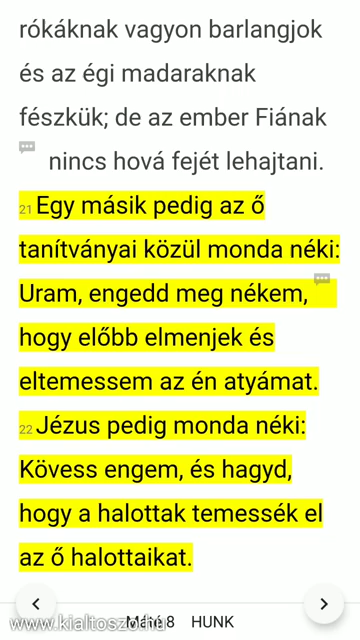 rókáknak vagyon barlangjok
és az égi madaraknak
fészkük; de az ember Fiának
nincs hová fejét lehajtani.
21 Egy másik pedig az ő
tanítványai közül monda néki:
Uram, engedd meg nékem,
hogy előbb elmenjek és
eltemessem az én atyámat.
22 Jézus pedig monda néki:
Kövess engem, és hagyd,
hogy a halottak temessék el
az ő halottaikat.
Máté 8 HUNK
www.kialtoszo.hu